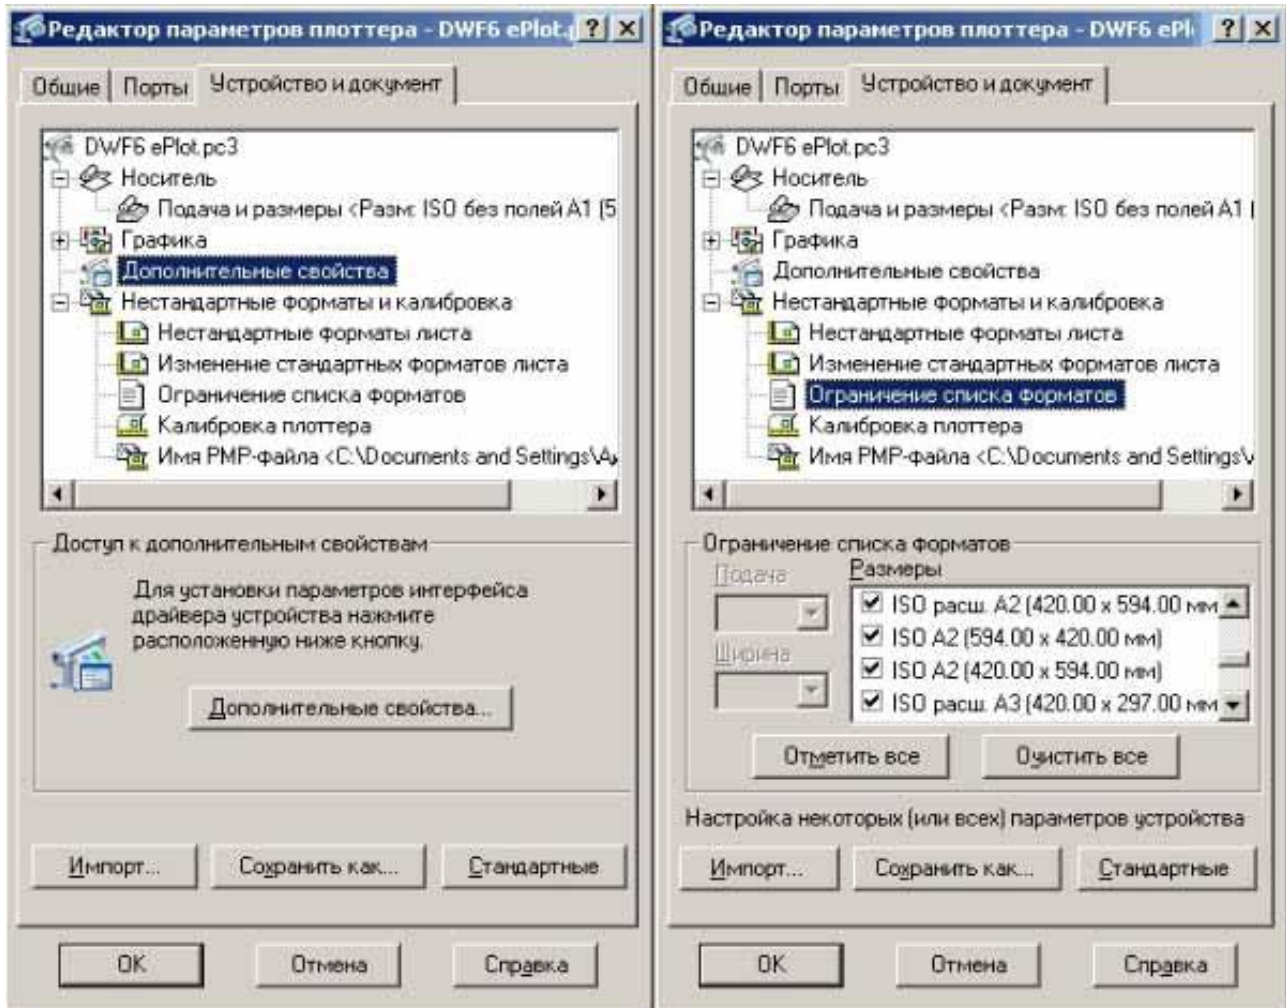 Редактор параметров плоттера - DWF6 ePlot.
Общие
Порты
Устройство и документ
DWF6 ePlot.pc3
Носитель
Подача и размеры <Разм: ISO без полей A1 (5
Графика
Дополнительные свойства
Нестандартные форматы и калибровка
Нестандартные форматы листа
Изменение стандартных форматов листа
Ограничение списка форматов
Калибровка плоттера
Имя PMP-файла <C:\Documents and Settings\
Доступ к дополнительным свойствам
Для установки параметров интерфейса
драйвера устройства нажмите
расположенную ниже кнопку.
Дополнительные свойства...
Импорт...
Сохранить как...
Стандартные
OK
Отмена
Справка
Редактор параметров плоттера - DWF6 ePl
Общие
Порты
Устройство и документ
DWF6 ePlot.pc3
Носитель
Подача и размеры <Разм: ISO без полей A1
Графика
Дополнительные свойства
Нестандартные форматы и калибровка
Нестандартные форматы листа
Изменение стандартных форматов листа
Ограничение списка форматов
Калибровка плоттера
Имя PMP-файла <C:\Documents and Settings\
Ограничение списка форматов
Подача
Размеры
Ширина
ISO расш. A2 (420.00 x 594.00 мм
ISO A2 (594.00 x 420.00 мм)
ISO A2 (420.00 x 594.00 мм)
ISO расш. A3 (420.00 x 297.00 мм
Отметить все
Очистить все
Настройка некоторых (или всех) параметров устройства
Импорт...
Сохранить как...
Стандартные
OK
Отмена
Справка